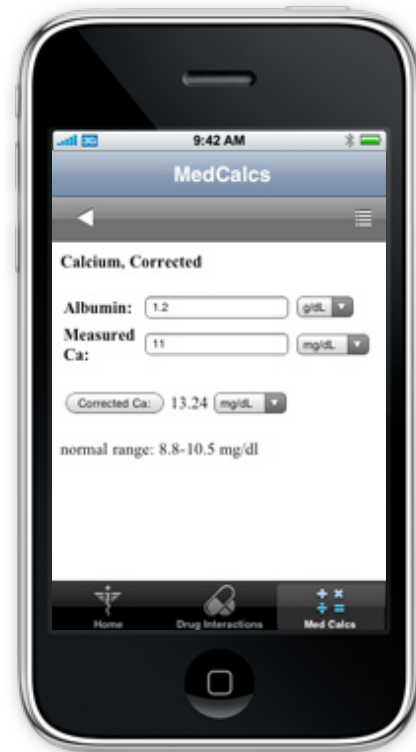 3G 9:42 AM
MedCalcs
Calcium, Corrected
Albumin: 1.2 g/dL
Measured Ca: 11 mg/dL
Corrected Ca: 13.24 mg/dL
normal range: 8.8-10.5 mg/dl
Home Drug Interactions Med Calcs